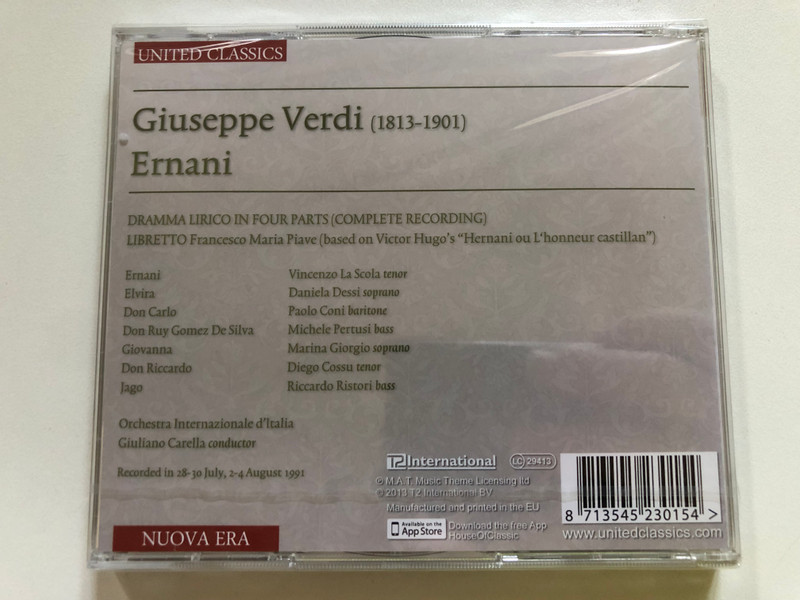 UNITED CLASSICS
Giuseppe Verdi (1813-1901)
Ernani
DRAMMA LIRICO IN FOUR PARTS (COMPLETE RECORDING)
LIBRETTO Francesco Maria Piave (based on Victor Hugo's "Hernani ou L'honneur castillan")
Ernani Vincenzo La Scola tenor
Elvira Daniela Dessi soprano
Don Carlo Paolo Coni baritone
Don Ruy Gomez De Silva Michele Pertusi bass
Giovanna Marina Giorgio soprano
Don Riccardo Diego Cossu tenor
Jago Riccardo Ristori bass
Orchestra Internazionale d'Italia
Giuliano Carella conductor
Recorded in 28-30 July, 2-4 August 1991
T2 International LC 29413
℗ M.A.T. Music Theme Licensing ltd
© 2013 T2 International BV
Manufactured and printed in the EU
Available on the
App Store
Download the free App
HouseOfClassic
8 713545 230154 >
www.unitedclassics.com
NUOVA ERA